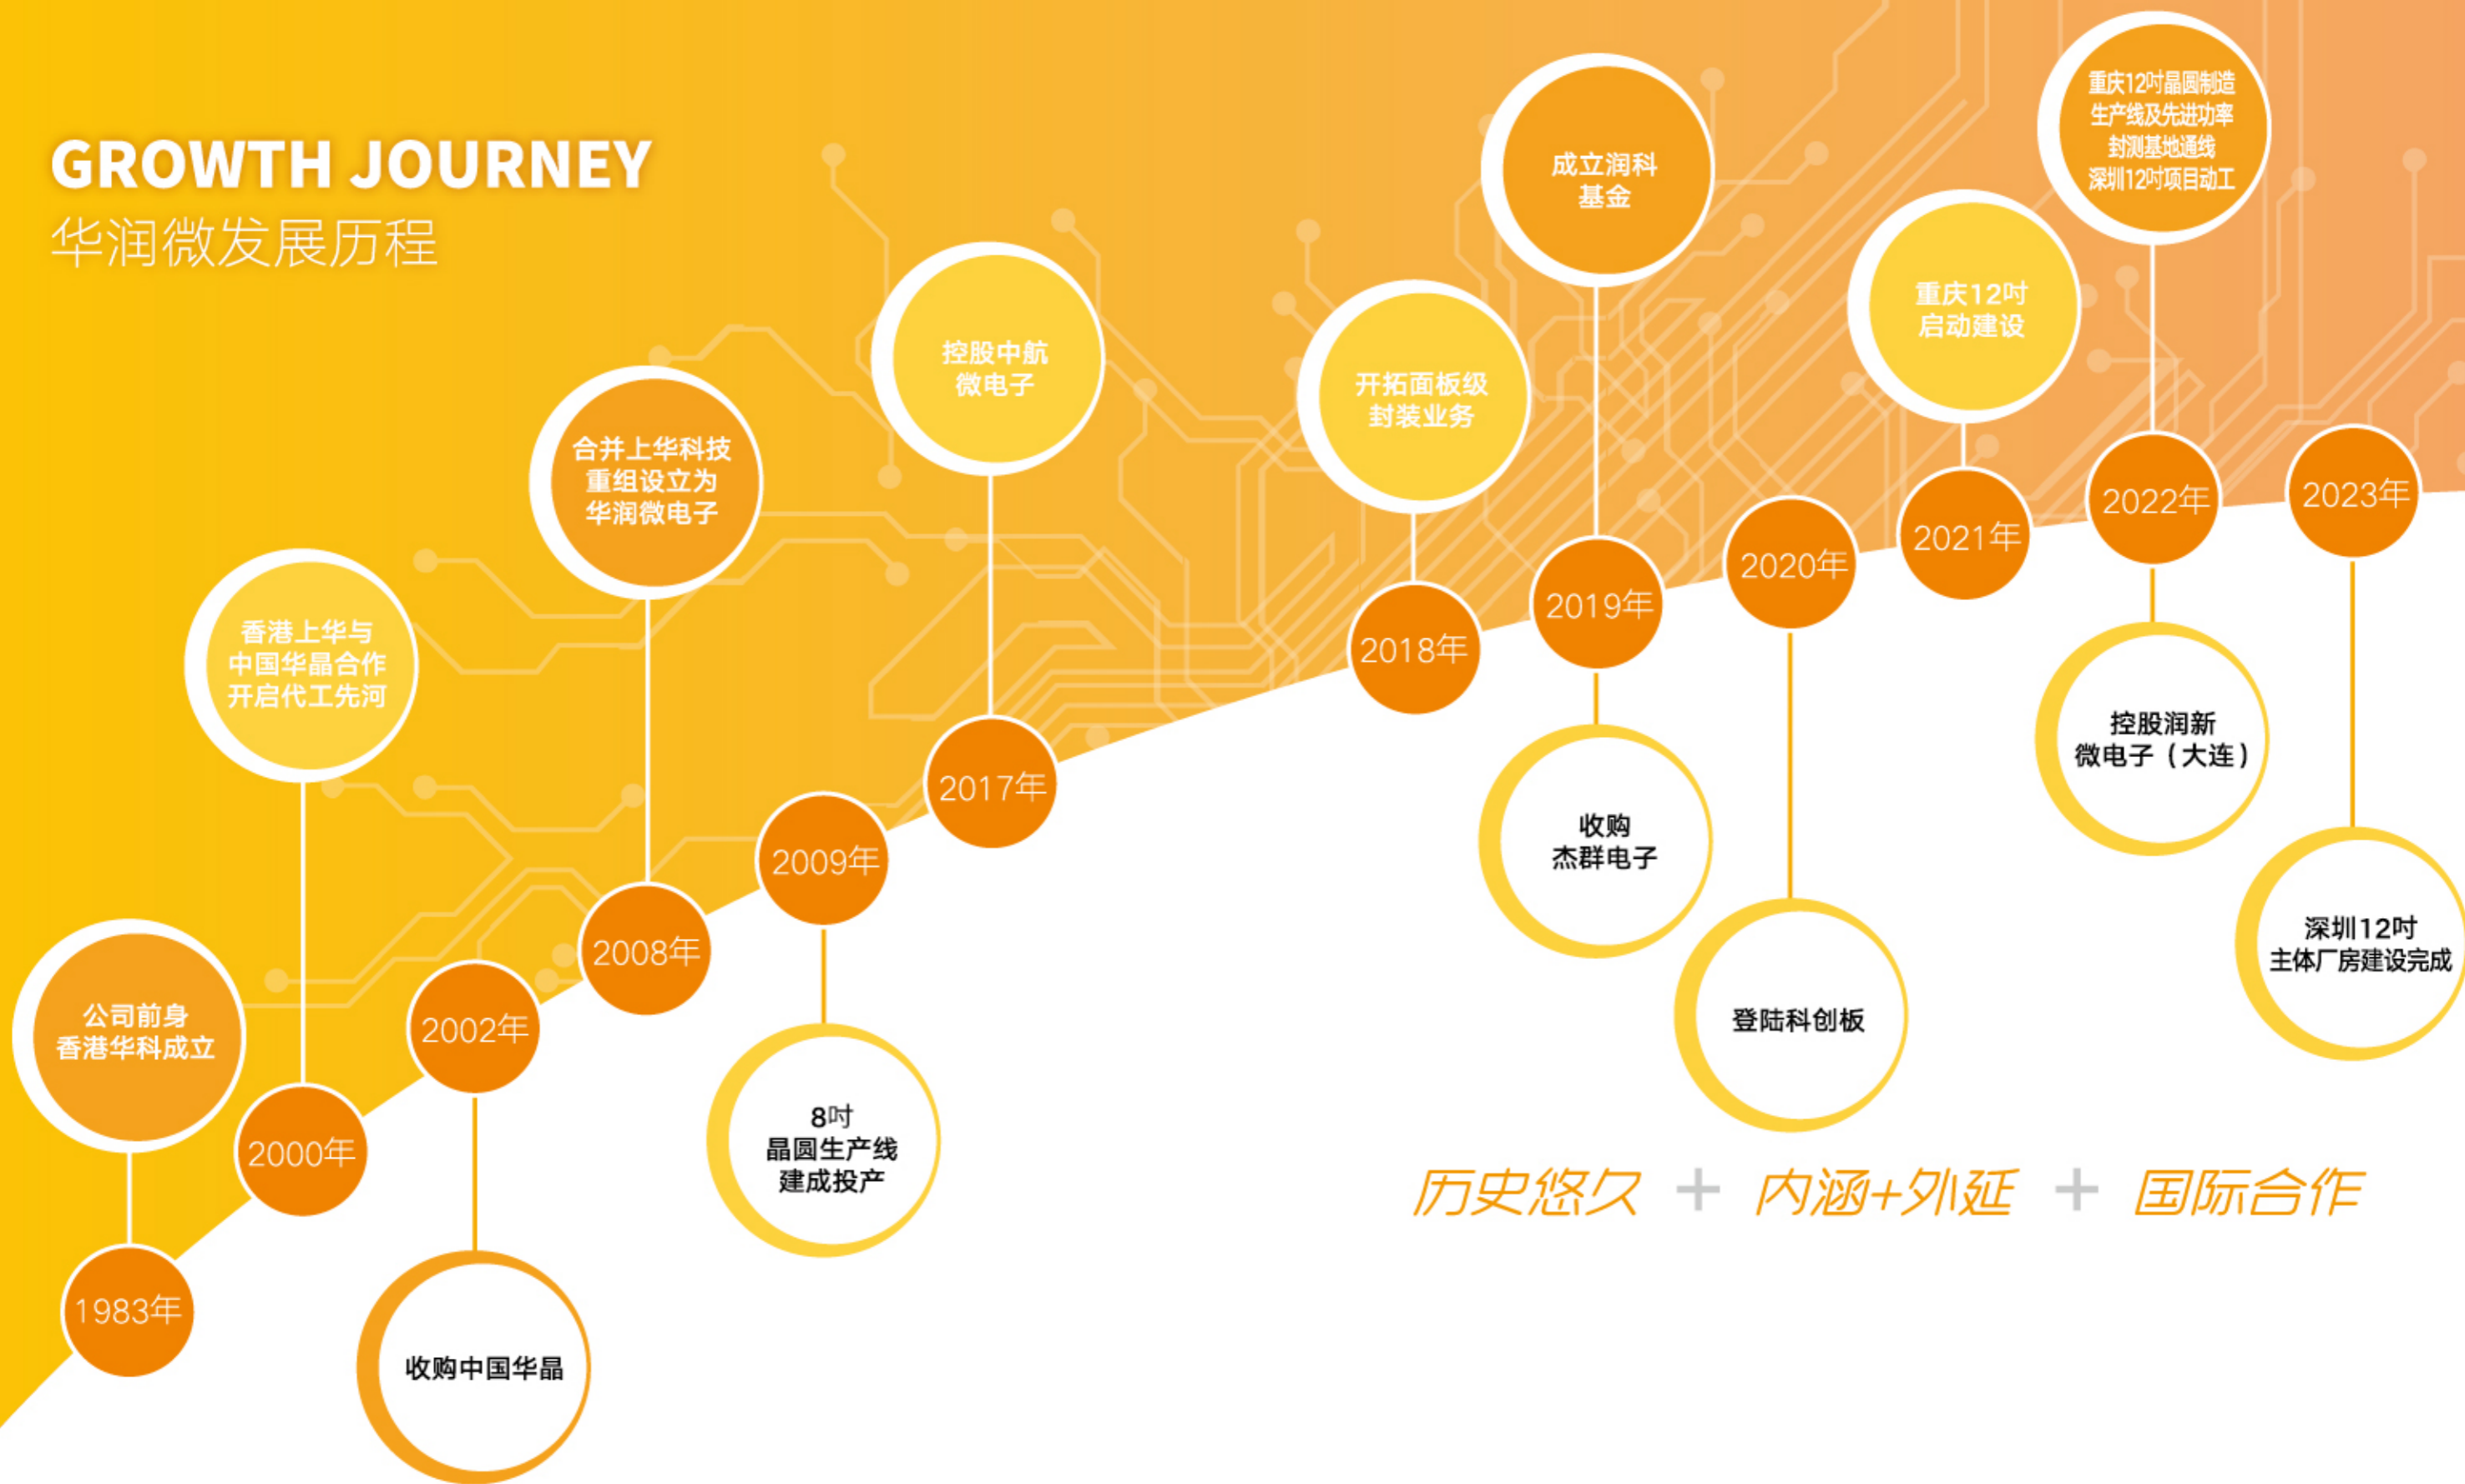 GROWTH JOURNEY
华润微发展历程
公司前身
香港华科成立
1983年
香港上华与
中国华晶合作
开启代工先河
2000年
2002年
收购中国华晶
合并上华科技
重组设立为
华润微电子
2008年
2009年
8吋
晶圆生产线
建成投产
控股中航
微电子
2017年
开拓面板级
封装业务
2018年
成立润科
基金
2019年
收购
杰群电子
2020年
登陆科创板
重庆12吋
启动建设
2021年
重庆12吋晶圆制造
生产线及先进功率
封测基地通线
深圳12吋项目动工
2022年
控股润新
微电子（大连）
2023年
深圳12吋
主体厂房建设完成
历史悠久 + 内涵+外延 + 国际合作